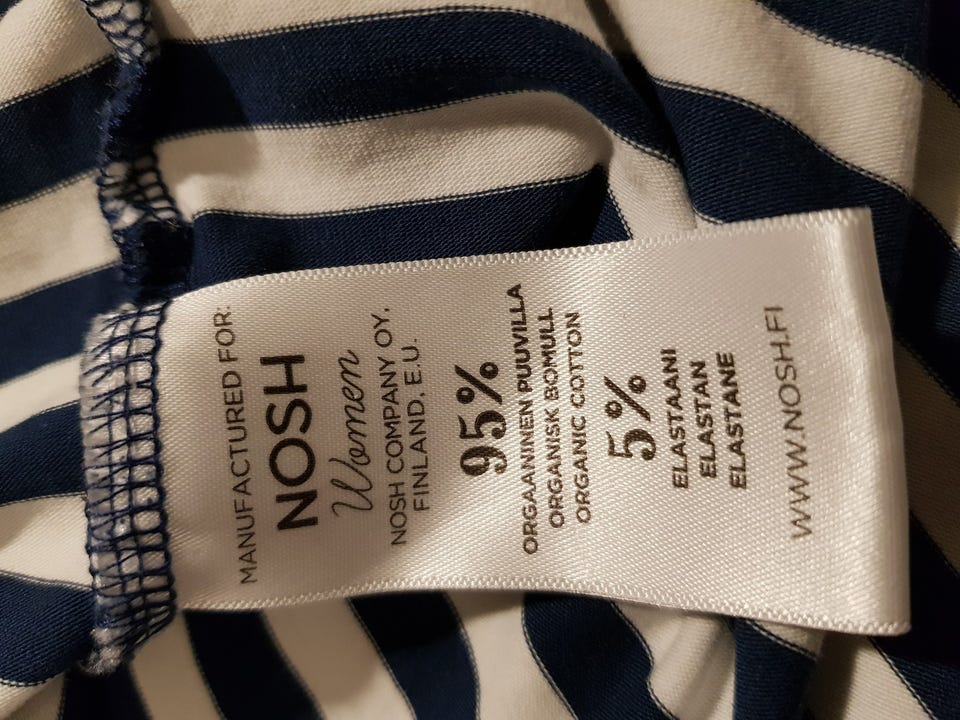 MANUFACTURED FOR:
NOSH
Women
NOSH COMPANY OY.
FINLAND. E.U.
95%
ORGAANINEN PUUVILLA
ORGANISK BOMULL
ORGANIC COTTON
5%
ELASTAANI
ELASTAN
ELASTANE
WWW.NOSH.FI